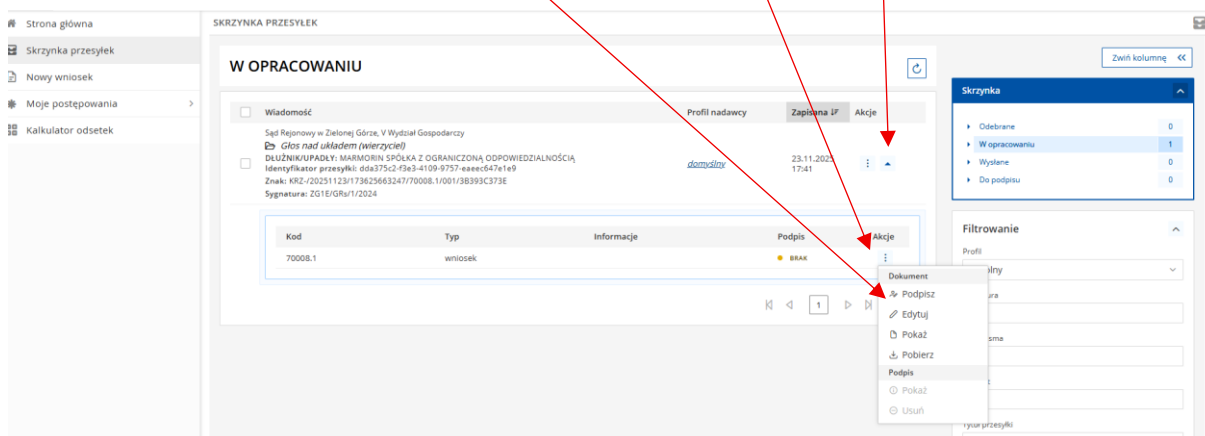 Strona główna
Skrzynka przesyłek
Nowy wniosek
Moje postępowania
Kalkulator odsetek
SKRZYNKA PRZESYŁEK
W OPRACOWANIU
Wiadomość Profil nadawcy Zapisana Akcje
Sąd Rejonowy w Zielonej Górze, V Wydział Gospodarczy
Głos nad układem (wierzyciel)
DŁUŻNIK/UPADŁY: MARMORIN SPÓŁKA Z OGRANICZONĄ ODPOWIEDZIALNOŚCIĄ
Identyfikator przesyłki: dda375c2-f3e3-4109-9757-eaeec647e1e9
Znak: KRZ-/20251123/173625663247/70008.1/001/3B393C373E
Sygnatura: ZG1E/GRs/1/2024
domyślny
23.11.2025
17:41
Kod Typ Informacje Podpis Akcje
70008.1 wniosek BRAK
Dokument
Podpisz
Edytuj
Pokaż
Pobierz
Podpis
Pokaż
Usuń
1
Zwiń kolumnę
Skrzynka
Odebrane 0
W opracowaniu 1
Wysłane 0
Do podpisu 0
Filtrowanie
Profil
Tytuł przesyłki